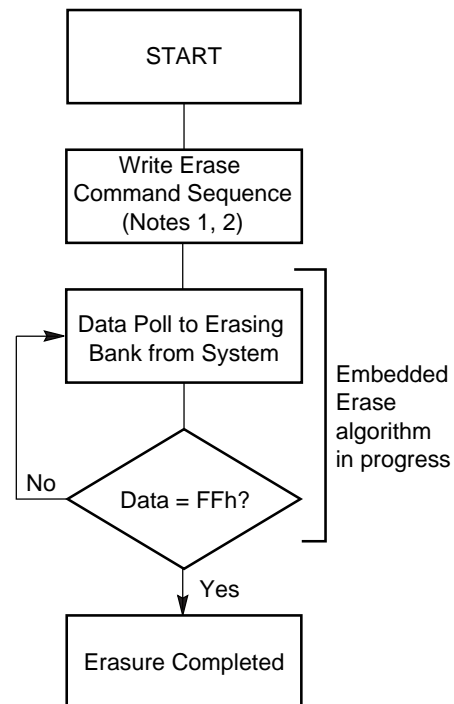 START
Write Erase
Command Sequence
(Notes 1, 2)
Data Poll to Erasing
Bank from System
Embedded
Erase
algorithm
in progress
No
Data = FFh?
Yes
Erasure Completed